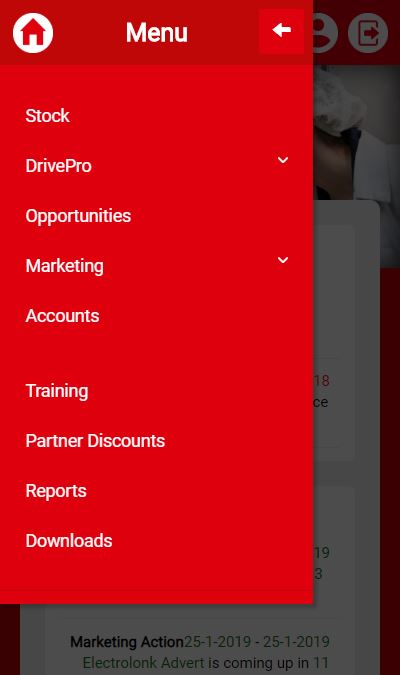 Menu
Stock
DrivePro
Opportunities
Marketing
Accounts
18
ce
Training
Partner Discounts
Reports
Downloads
19
3
Marketing Action25-1-2019 - 25-1-2019
Electrolonk Advert is coming up in 11